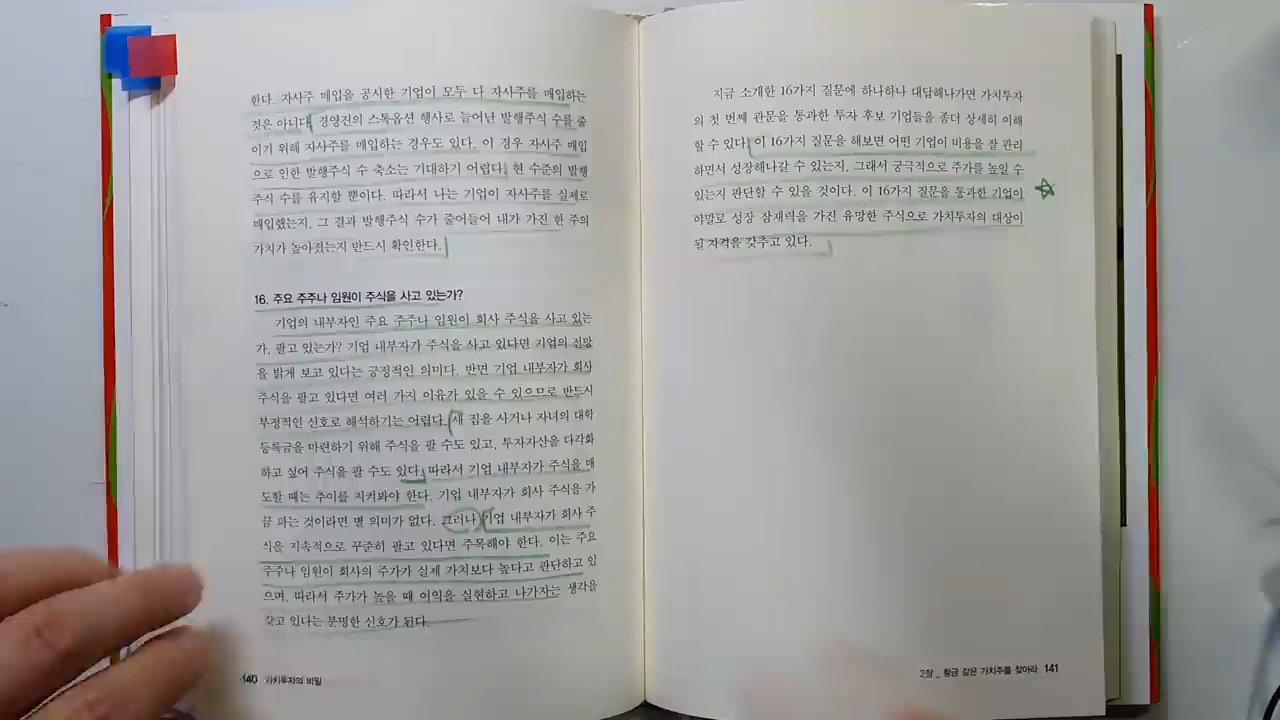 한다. 자사주 매입을 공시한 기업이 모두 다 자사주를 매입하는
것은 아니다. 경영진의 스톡옵션 행사로 늘어난 발행주식 수를 줄
이기 위해 자사주를 매입하는 경우도 있다. 이 경우 자사주 매입
으로 인한 발행주식 수 축소는 기대하기 어렵다. 현 수준의 발행
주식 수를 유지할 뿐이다. 따라서 나는 기업이 자사주를 실제로
매입했는지, 그 결과 발행주식 수가 줄어들어 내가 가진 한 주의
가치가 높아졌는지 반드시 확인한다.
16. 주요 주주나 임원이 주식을 사고 있는가?
기업의 내부자인 주요 주주나 임원이 회사 주식을 사고 있는
가, 팔고 있는가? 기업 내부자가 주식을 사고 있다면 기업의 전망
을 밝게 보고 있다는 긍정적인 의미다. 반면 기업 내부자가 회사
주식을 팔고 있다면 여러 가지 이유가 있을 수 있으므로 반드시
부정적인 신호로 해석하기는 어렵다. 새 집을 사거나 자녀의 대학
등록금을 마련하기 위해 주식을 팔 수도 있고, 투자자산을 다각화
하고 싶어 주식을 팔 수도 있다. 따라서 기업 내부자가 주식을 매
도할 때는 추이를 지켜봐야 한다. 기업 내부자가 회사 주식을 가
끔 파는 것이라면 별 의미가 없다. 그러나 기업 내부자가 회사 주
식을 지속적으로 꾸준히 팔고 있다면 주목해야 한다. 이는 주요
주주나 임원이 회사의 주가가 실제 가치보다 높다고 판단하고 있
으며, 따라서 주가가 높을 때 이익을 실현하고 나가자는 생각을
갖고 있다는 분명한 신호가 된다.
140 가치투자의 비밀
지금 소개한 16가지 질문에 하나하나 대답해나가면 가치투자
의 첫 번째 관문을 통과한 투자 후보 기업들을 좀더 상세히 이해
할 수 있다. 이 16가지 질문을 해보면 어떤 기업이 비용을 잘 관리
하면서 성장해나갈 수 있는지, 그래서 궁극적으로 주가를 높일 수
있는지 판단할 수 있을 것이다. 이 16가지 질문을 통과한 기업이
야말로 성장 잠재력을 가진 유망한 주식으로 가치투자의 대상이
될 자격을 갖추고 있다.
2장 _ 황금 같은 가치주를 찾아라 141